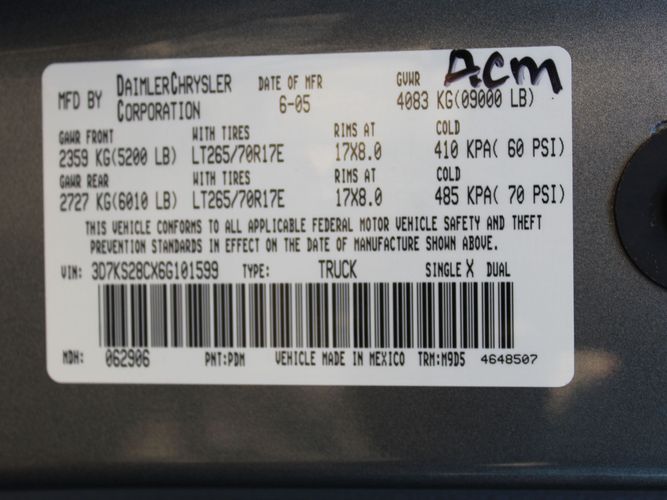 MFD BY DAIMLERCHRYSLER CORPORATION DATE OF MFR 6-05 GVWR 4083 KG(09000 LB) Acm
GAWR FRONT WITH TIRES RIMS AT COLD
2359 KG(5200 LB) LT265/70R17E 17X8.0 410 KPA( 60 PSI)
GAWR REAR WITH TIRES RIMS AT COLD
2727 KG(6010 LB) LT265/70R17E 17X8.0 485 KPA( 70 PSI)
THIS VEHICLE CONFORMS TO ALL APPLICABLE FEDERAL MOTOR VEHICLE SAFETY AND THEFT
PREVENTION STANDARDS IN EFFECT ON THE DATE OF MANUFACTURE SHOWN ABOVE.
VIN: 3D7KS28CX6G101599 TYPE: TRUCK SINGLE X DUAL
MDH: 062906 PNT:PDM VEHICLE MADE IN MEXICO TRM:M9D5 4648507